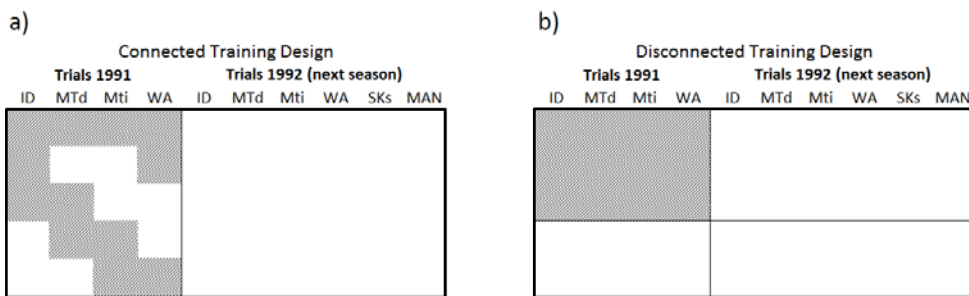 a)
Connected Training Design
Trials 1991 Trials 1992 (next season)
ID MTd Mti WA ID MTd Mti WA SKs MAN
b)
Disconnected Training Design
Trials 1991 Trials 1992 (next season)
ID MTd Mti WA ID MTd Mti WA SKs MAN